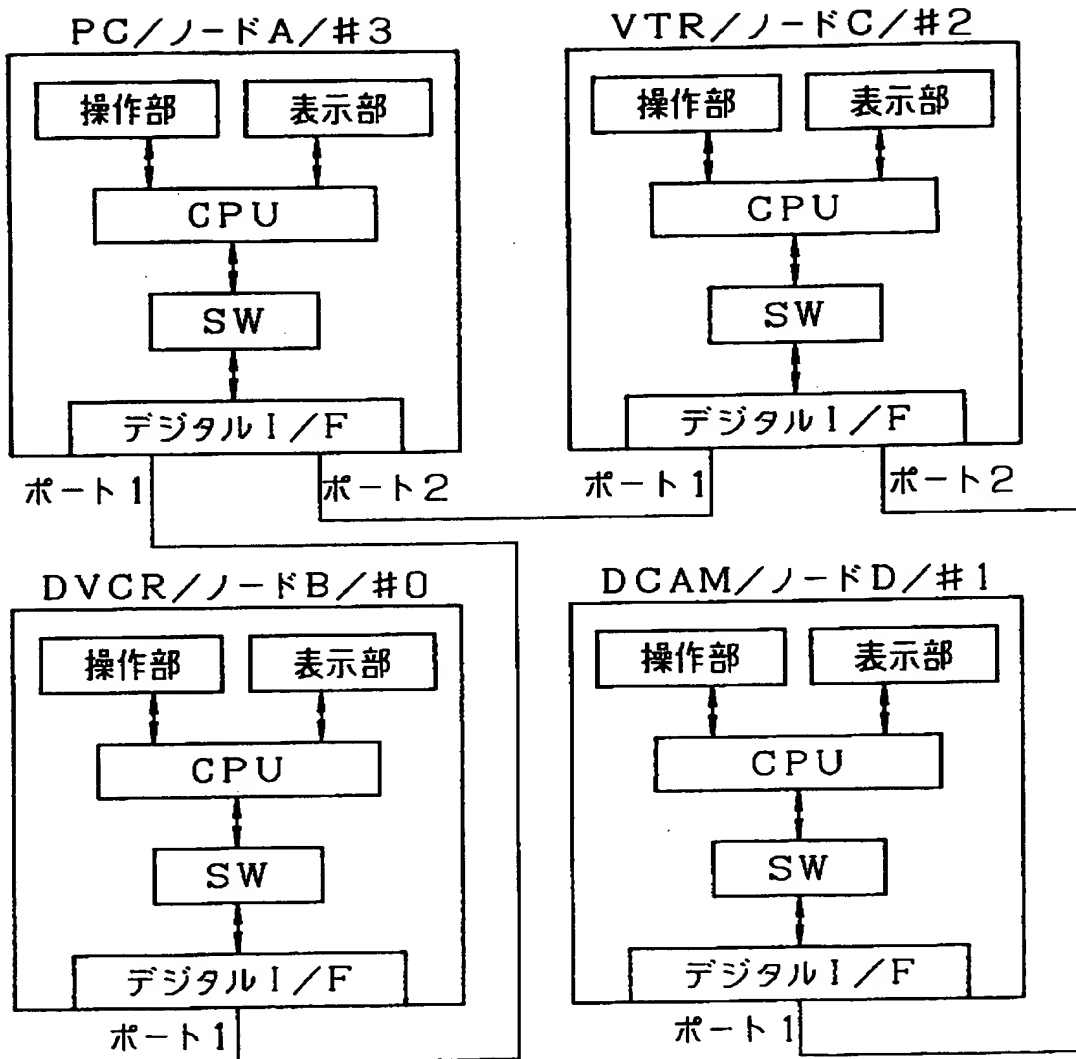 PC/ノードA/#3
操作部
表示部
CPU
SW
デジタルI/F
ポート1
ポート2
VTR/ノードC/#2
操作部
表示部
CPU
SW
デジタルI/F
ポート1
ポート2
DVCR/ノードB/#0
操作部
表示部
CPU
SW
デジタルI/F
ポート1
DCAM/ノードD/#1
操作部
表示部
CPU
SW
デジタルI/F
ポート1